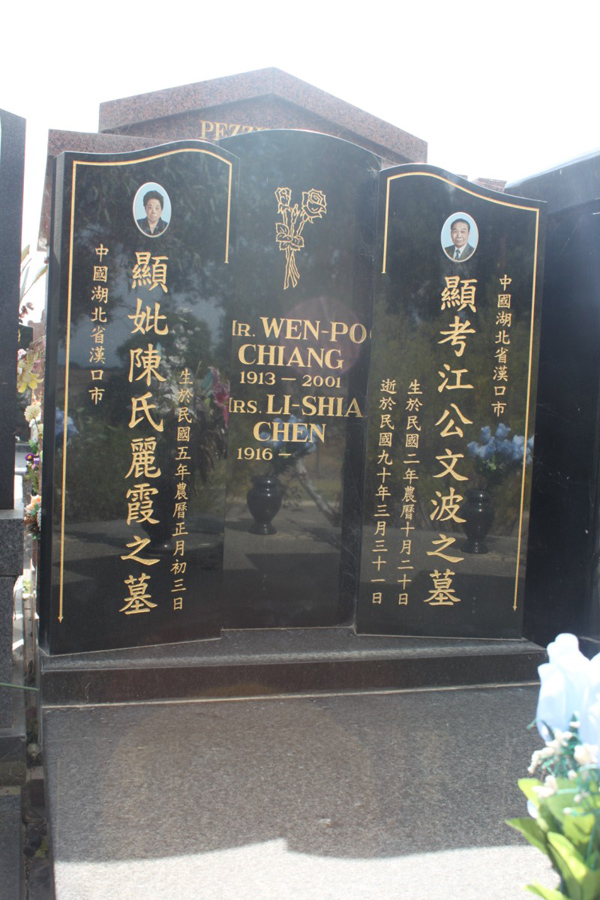 PEZZ
中國湖北省漢口市
顯考江公文波之墓
生於民國二年農曆十月二十日
逝於民國九十年三月三十一日
R. WEN-PO
CHIANG
1913 — 2001
RS. LI-SHIA
CHEN
1916 —
生於民國五年農曆正月初三日
顯妣陳氏麗霞之墓
中國湖北省漢口市